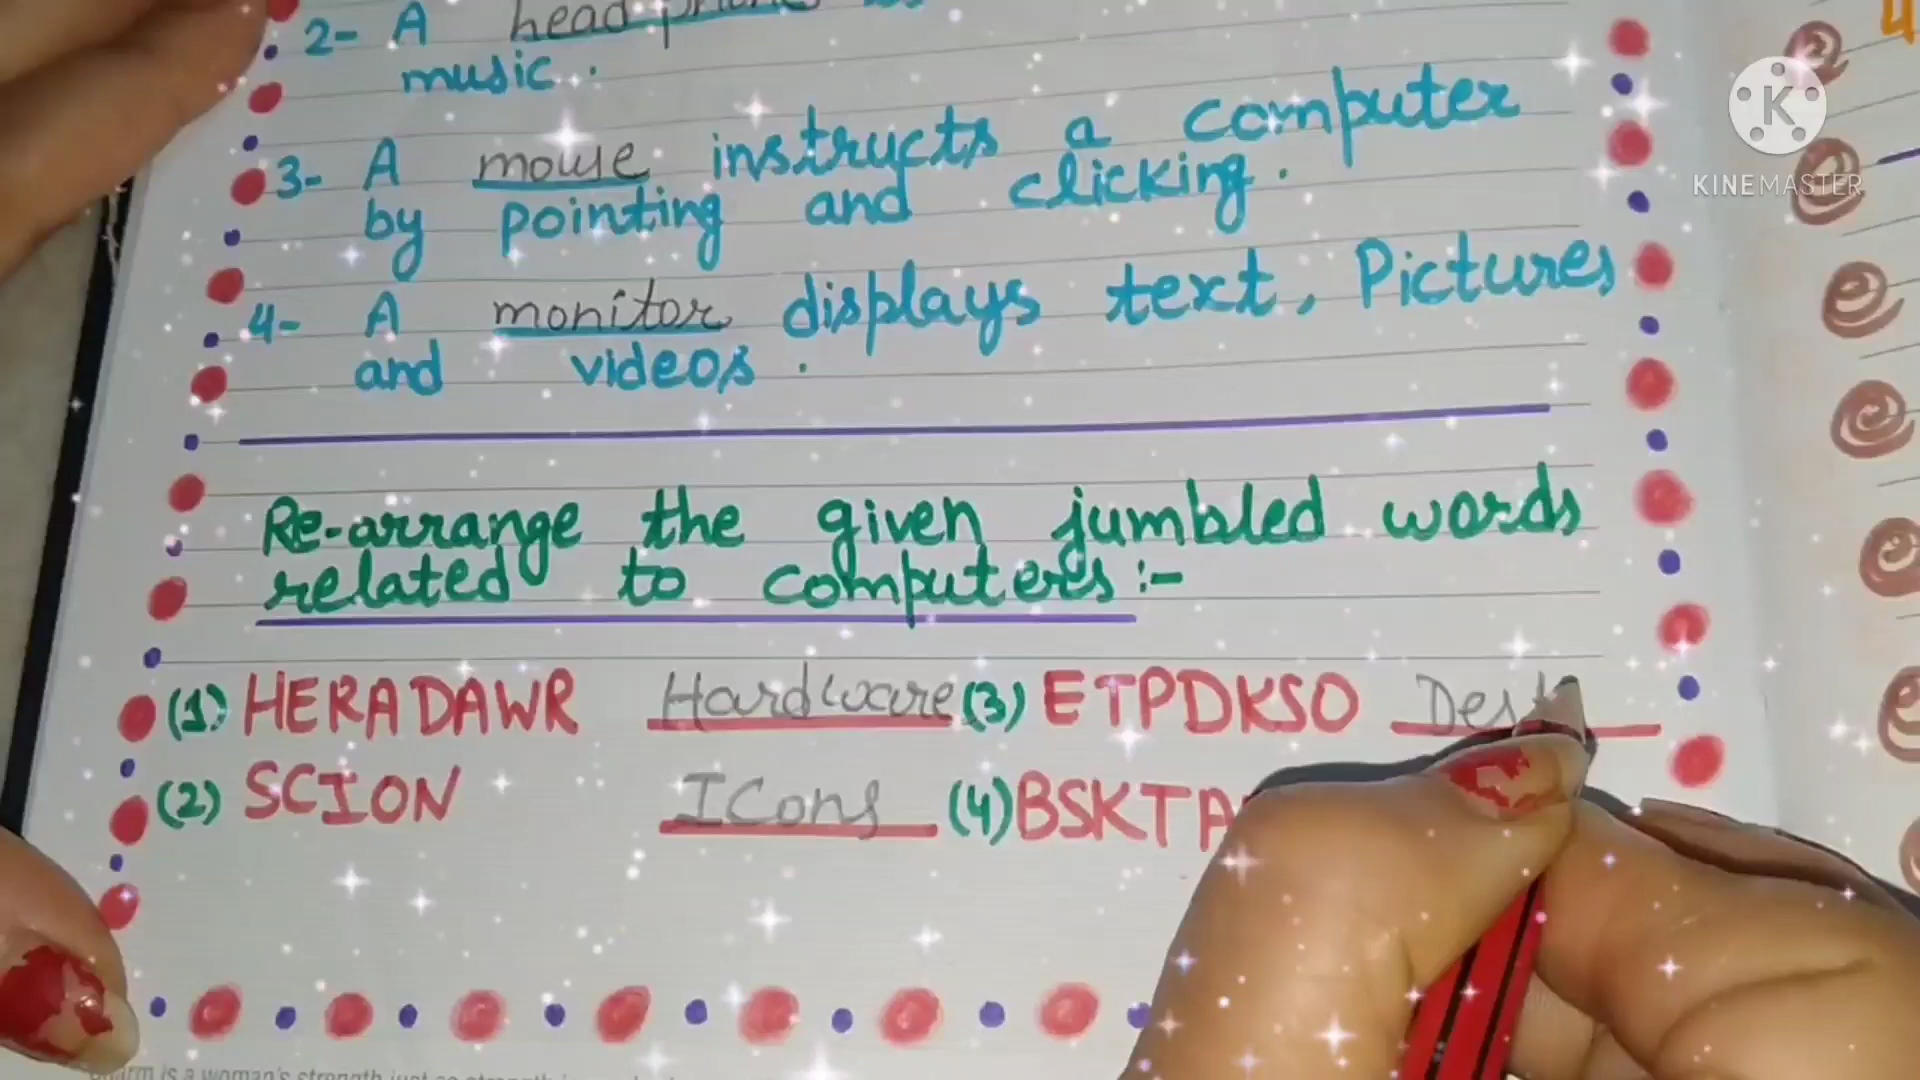 2- A head
music.
3- A mouse instructs a computer
by pointing and clicking.
4- A monitor displays text, Pictures
and videos.
Re-arrange the given jumbled words
related to computers :-
(1) HERADAWR Hardware (3) ETPDKSO Desk
(2) SCION ICons (4) BSKTA
KINEMASTER